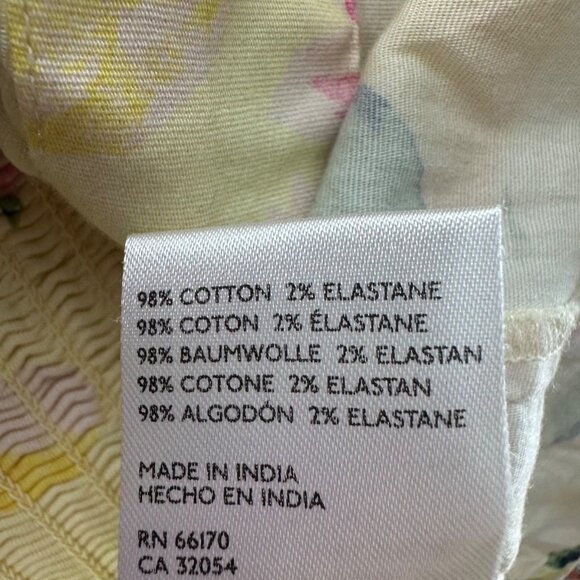 98% COTTON 2% ELASTANE
98% COTON 2% ÉLASTANE
98% BAUMWOLLE 2% ELASTAN
98% COTONE 2% ELASTAN
98% ALGODÓN 2% ELASTANE
MADE IN INDIA
HECHO EN INDIA
RN 66170
CA 32054